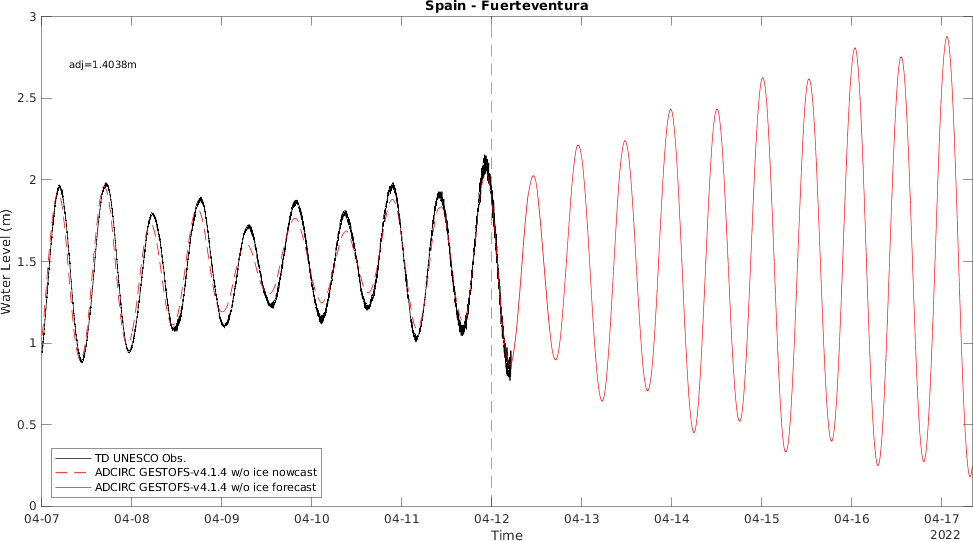 Spain - Fuerteventura
adj=1.4038m
Water Level (m)
3
2.5
2
1.5
1
0.5
0
TD UNESCO Obs.
ADCIRC GESTOFS-v4.1.4 w/o ice nowcast
ADCIRC GESTOFS-v4.1.4 w/o ice forecast
04-07 04-08 04-09 04-10 04-11 04-12 04-13 04-14 04-15 04-16 04-17
Time 2022